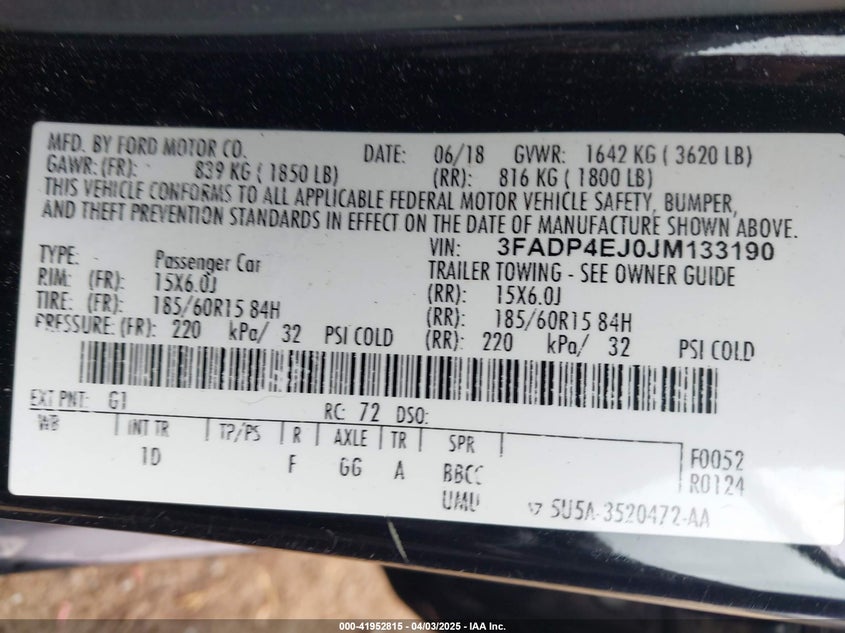 MFD. BY FORD MOTOR CO. DATE: 06/18 GVWR: 1642 KG ( 3620 LB)
GAWR: (FR): 839 KG ( 1850 LB) (RR): 816 KG ( 1800 LB)
THIS VEHICLE CONFORMS TO ALL APPLICABLE FEDERAL MOTOR VEHICLE SAFETY, BUMPER,
AND THEFT PREVENTION STANDARDS IN EFFECT ON THE DATE OF MANUFACTURE SHOWN ABOVE.
VIN: 3FADP4EJ0JM133190
TYPE: Passenger Car TRAILER TOWING - SEE OWNER GUIDE
RIM: (FR): 15X6.0J (RR): 15X6.0J
TIRE: (FR): 185/60R15 84H (RR): 185/60R15 84H
PRESSURE: (FR): 220 kPa/ 32 PSI COLD (RR): 220 kPa/ 32 PSI COLD
EXT PNT: G1 RC: 72 DSO:
WB INT TR TP/PS R AXLE TR SPR
1D F GG A BBCC
UMU
F0052
R0124
5U5A-3520472-AA
000-41952815 - 04/03/2025 - IAA Inc.